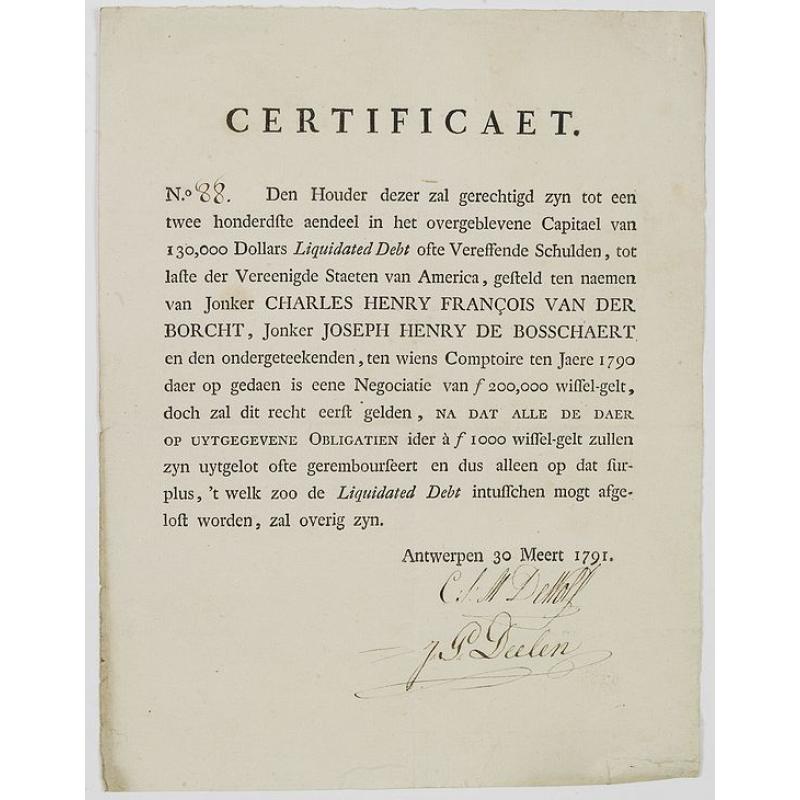 CERTIFICAET.
N.º 88. Den Houder dezer zal gerechtigd zyn tot een
twee honderdſte aendeel in het overgeblevene Capitael van
130,000 Dollars Liquidated Debt ofte Vereffende Schulden, tot
laſte der Vereenigde Staeten van America, geſteld ten naemen
van Jonker CHARLES HENRY FRANÇOIS VAN DER
BORCHT, Jonker JOSEPH HENRY DE BOSSCHAERT
en den ondergeteekenden, ten wiens Comptoire ten Jaere 1790
daer op gedaen is eene Negociatie van ƒ 200,000 wiſſel-gelt,
doch zal dit recht eerſt gelden, NA DAT ALLE DE DAER
OP UYTGEGEVENE OBLIGATIEN ider à ƒ 1000 wiſſel-gelt zullen
zyn uytgelot ofte gerembourſeert en dus alleen op dat ſur-
plus, 't welk zoo de Liquidated Debt intuſſchen mogt afge-
loſt worden, zal overig zyn.
Antwerpen 30 Meert 1791.
C. J. M De Wolf
J. P. Deelen